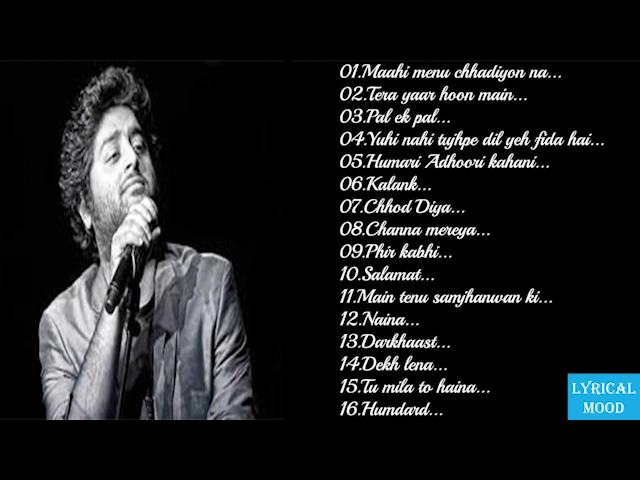 01.Maahi menu chhadiyon na...
02.Tera yaar hoon main...
03.Pal ek pal...
04.Yuhi nahi tujhpe dil yeh fida hai...
05.Humari Adhoori kahani...
06.Kalank...
07.Chhod Diya...
08.Channa mereya...
09.Phir kabhi...
10.Salamat...
11.Main tenu samjhanwan ki...
12.Naina...
13.Darkhaast...
14.Dekh lena...
15.Tu mila to haina...
16.Humdard...
LYRICAL
MOOD